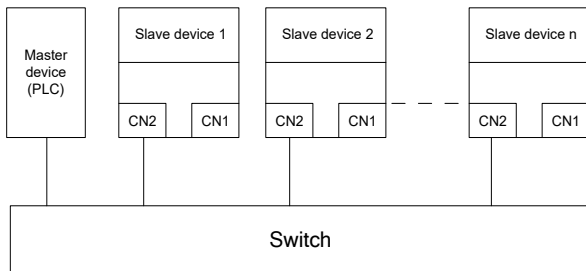 Master
device
(PLC)
Slave device 1
CN2
CN1
Slave device 2
CN2
CN1
Slave device n
CN2
CN1
Switch